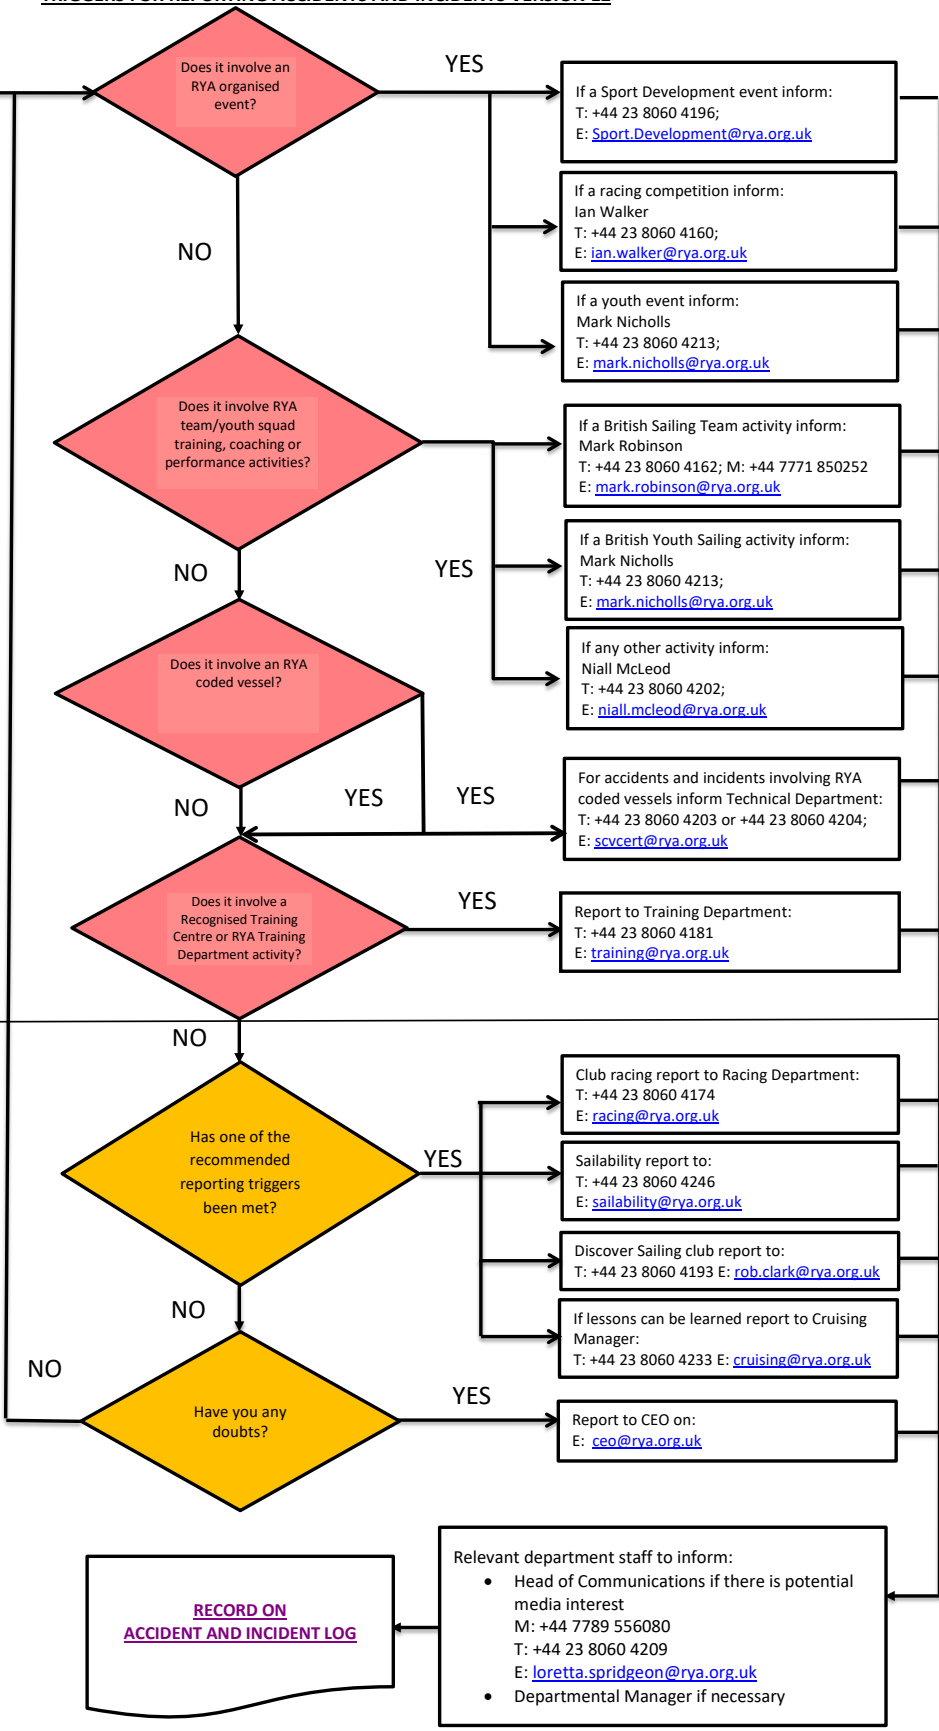 TRIGGERS FOR REPORTING ACCIDENTS AND INCIDENTS VERSION 12
Does it involve an
RYA organised
event?
YES
If a Sport Development event inform:
T: +44 23 8060 4196;
E: Sport.Development@rya.org.uk
If a racing competition inform:
Ian Walker
T: +44 23 8060 4160;
E: ian.walker@rya.org.uk
NO
If a youth event inform:
Mark Nicholls
T: +44 23 8060 4213;
E: mark.nicholls@rya.org.uk
Does it involve RYA
team/youth squad
training, coaching or
performance activities?
If a British Sailing Team activity inform:
Mark Robinson
T: +44 23 8060 4162; M: +44 7771 850252
E: mark.robinson@rya.org.uk
NO
YES
If a British Youth Sailing activity inform:
Mark Nicholls
T: +44 23 8060 4213;
E: mark.nicholls@rya.org.uk
Does it involve an RYA
coded vessel?
If any other activity inform:
Niall McLeod
T: +44 23 8060 4202;
E: niall.mcleod@rya.org.uk
NO
YES
YES
For accidents and incidents involving RYA
coded vessels inform Technical Department:
T: +44 23 8060 4203 or +44 23 8060 4204;
E: scvcert@rya.org.uk
Does it involve a
Recognised Training
Centre or RYA Training
Department activity?
YES
Report to Training Department:
T: +44 23 8060 4181
E: training@rya.org.uk
NO
Has one of the
recommended
reporting triggers
been met?
YES
Club racing report to Racing Department:
T: +44 23 8060 4174
E: racing@rya.org.uk
Sailability report to:
T: +44 23 8060 4246
E: sailability@rya.org.uk
Discover Sailing club report to:
T: +44 23 8060 4193 E: rob.clark@rya.org.uk
NO
If lessons can be learned report to Cruising
Manager:
T: +44 23 8060 4233 E: cruising@rya.org.uk
NO
Have you any
doubts?
YES
Report to CEO on:
E: ceo@rya.org.uk
Relevant department staff to inform:
• Head of Communications if there is potential
media interest
M: +44 7789 556080
T: +44 23 8060 4209
E: loretta.spridgeon@rya.org.uk
• Departmental Manager if necessary
RECORD ON
ACCIDENT AND INCIDENT LOG